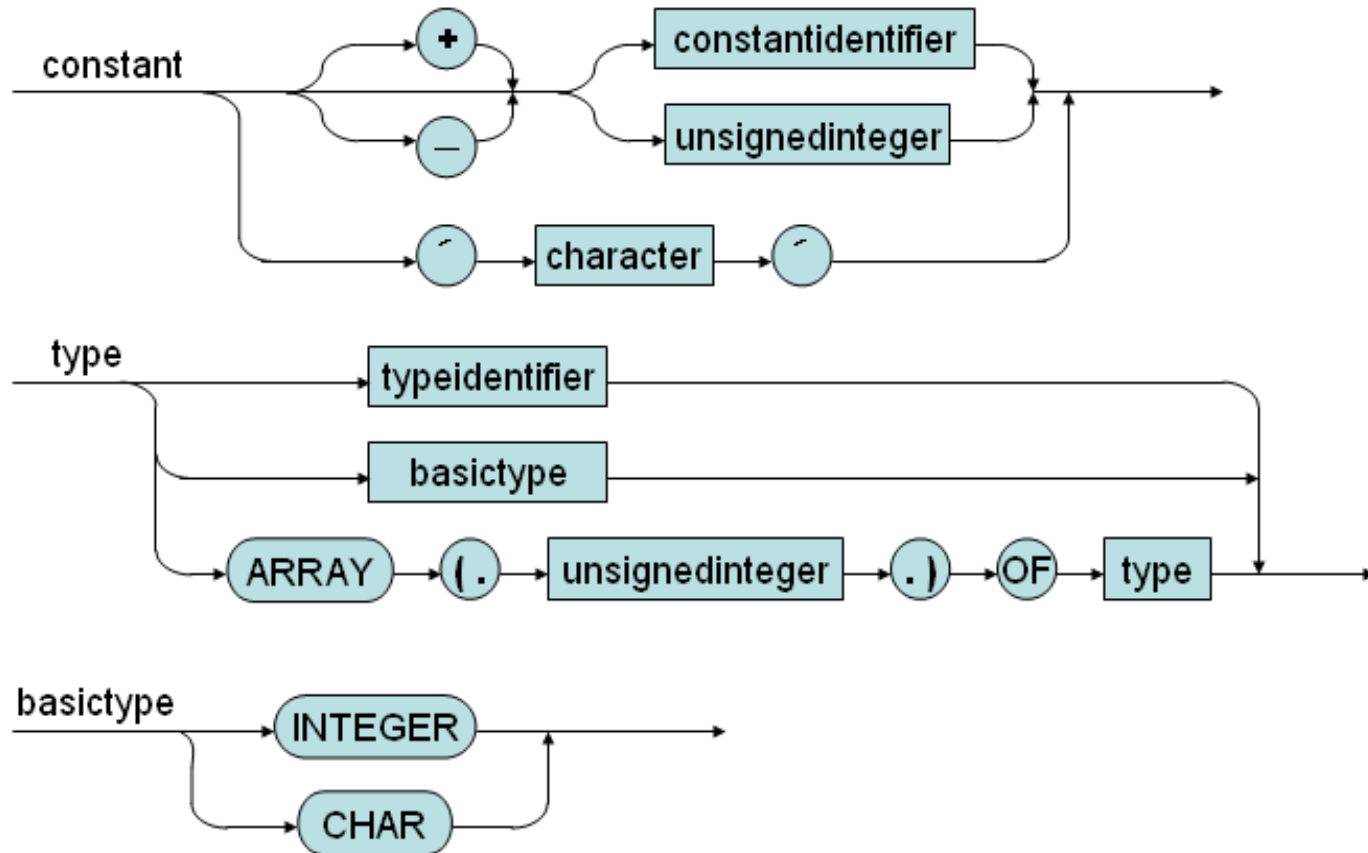 +
constantidentifier
constant
−
unsignedinteger
´ character ´
type
typeidentifier
basictype
ARRAY (. unsignedinteger .) OF type
basictype
INTEGER
CHAR